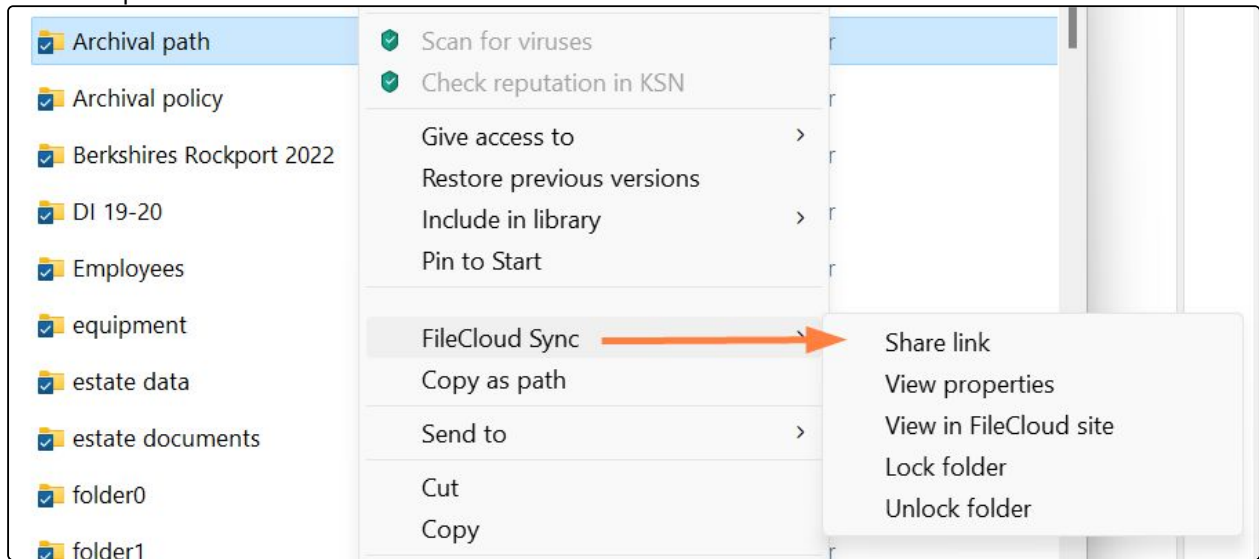 Archival path
Archival policy
Berkshires Rockport 2022
DI 19-20
Employees
equipment
estate data
estate documents
folder0
folder1
Scan for viruses
Check reputation in KSN
Give access to
Restore previous versions
Include in library
Pin to Start
FileCloud Sync
Copy as path
Send to
Cut
Copy
Share link
View properties
View in FileCloud site
Lock folder
Unlock folder